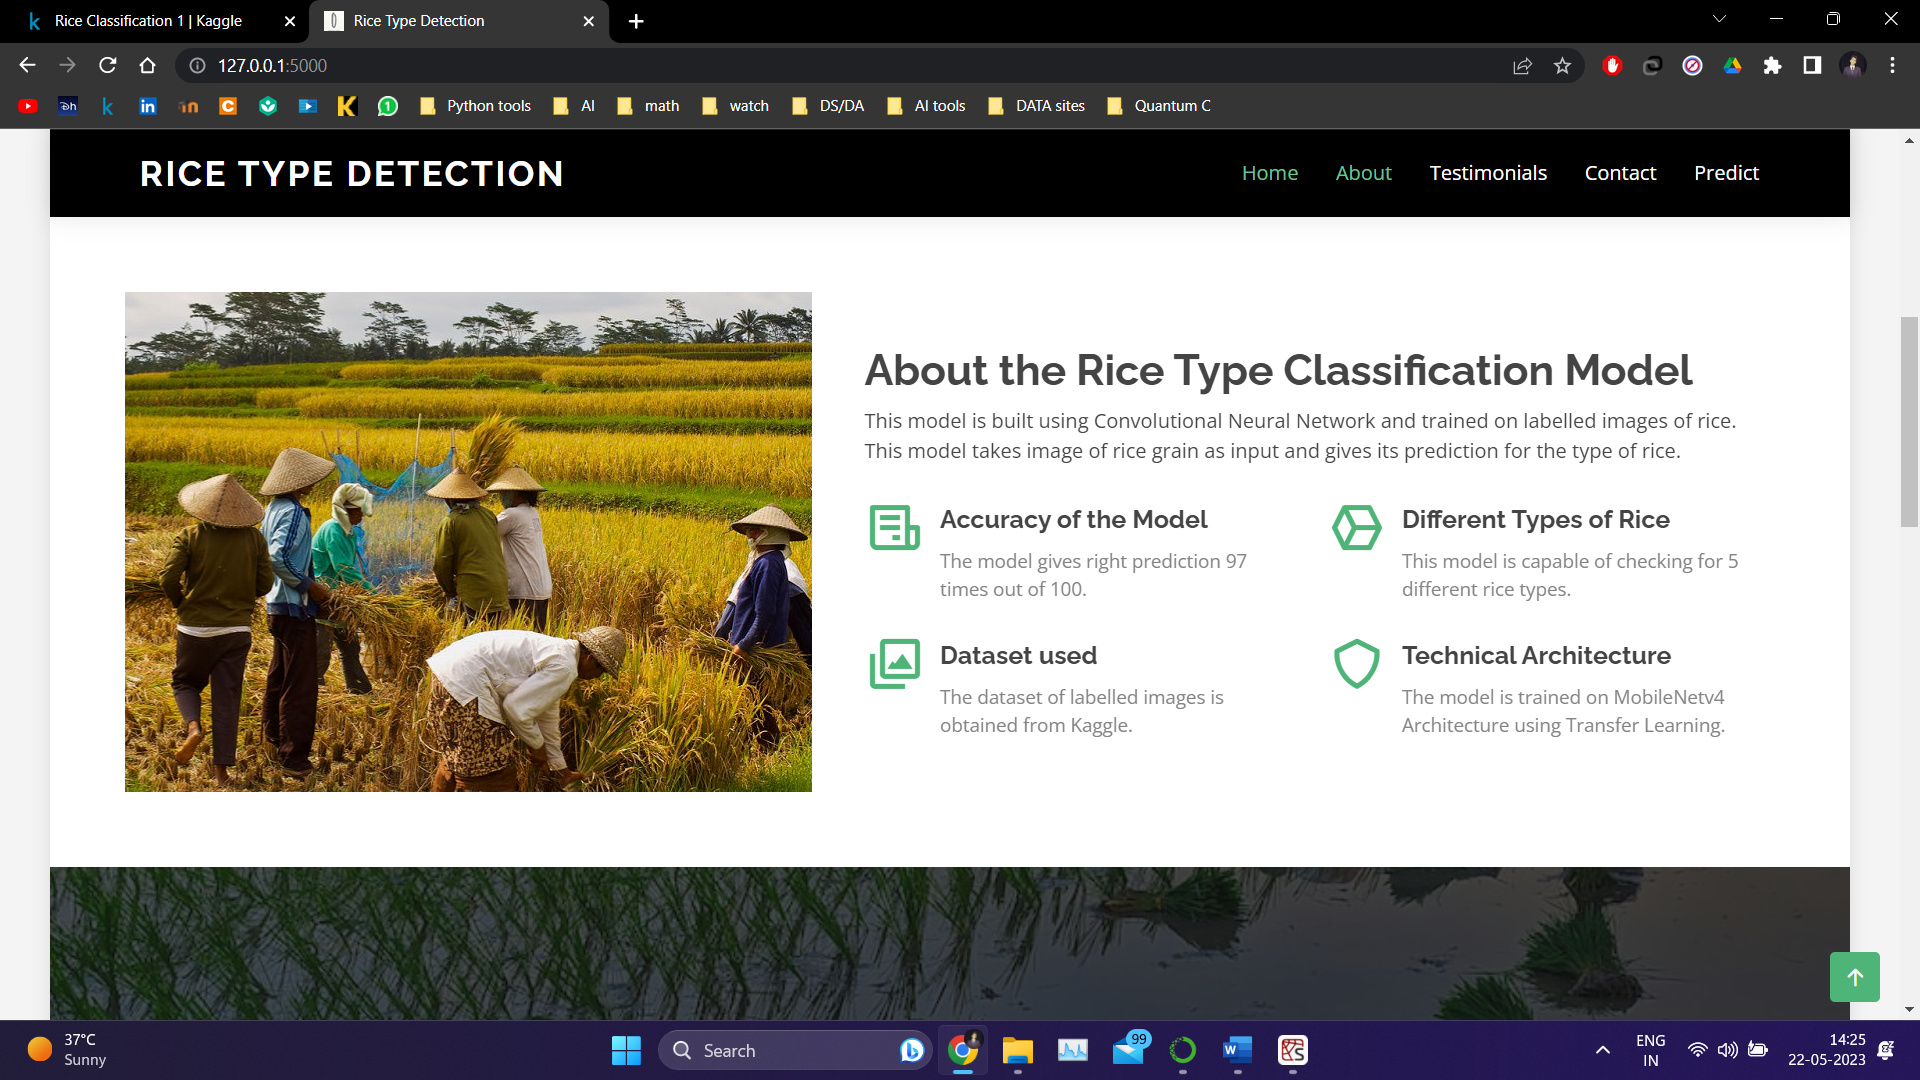 Rice Classification 1 | Kaggle
Rice Type Detection
127.0.0.1:5000
Python tools
AI
math
watch
DS/DA
AI tools
DATA sites
Quantum C
RICE TYPE DETECTION
Home
About
Testimonials
Contact
Predict
About the Rice Type Classification Model
This model is built using Convolutional Neural Network and trained on labelled images of rice.
This model takes image of rice grain as input and gives its prediction for the type of rice.
Accuracy of the Model
The model gives right prediction 97
times out of 100.
Different Types of Rice
This model is capable of checking for 5
different rice types.
Dataset used
The dataset of labelled images is
obtained from Kaggle.
Technical Architecture
The model is trained on MobileNetv4
Architecture using Transfer Learning.
37°C
Sunny
Search
99
ENG
IN
14:25
22-05-2023